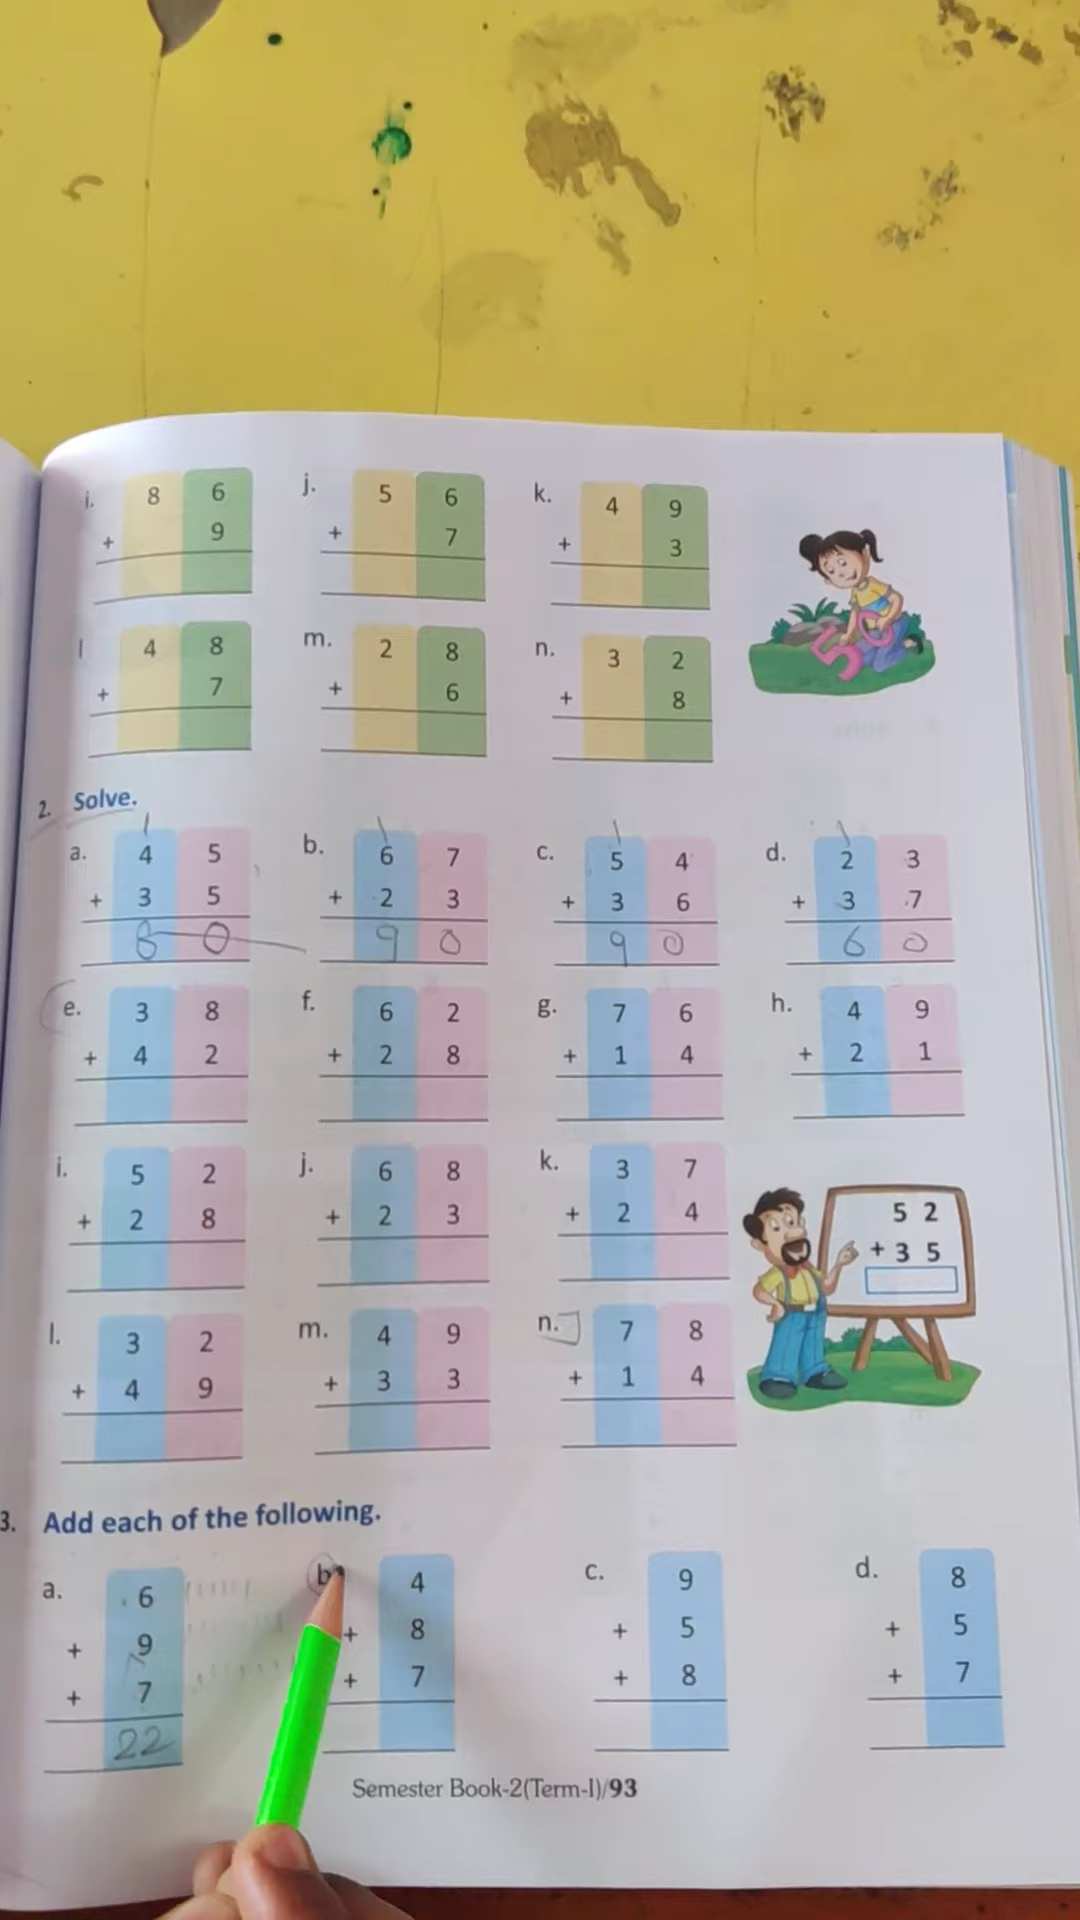 i. 8 6 j. 5 6 k. 4 9
+ 9 + 7 + 3
l 4 8 m. 2 8 n. 3 2
+ 7 + 6 + 8
50
2. Solve.
1 1 1 1
a. 4 5 b. 6 7 c. 5 4 d. 2 3
+ 3 5 + 2 3 + 3 6 + 3 7
8 0 9 0 9 0 6 0
e. 3 8 f. 6 2 g. 7 6 h. 4 9
+ 4 2 + 2 8 + 1 4 + 2 1
i. 5 2 j. 6 8 k. 3 7
+ 2 8 + 2 3 + 2 4
5 2
+ 3 5
l. 3 2 m. 4 9 n. 7 8
+ 4 9 + 3 3 + 1 4
3. Add each of the following.
a. 6 b. 4 c. 9 d. 8
+ 9 + 8 + 5 + 5
+ 7 + 7 + 8 + 7
22
Semester Book-2(Term-I)/93